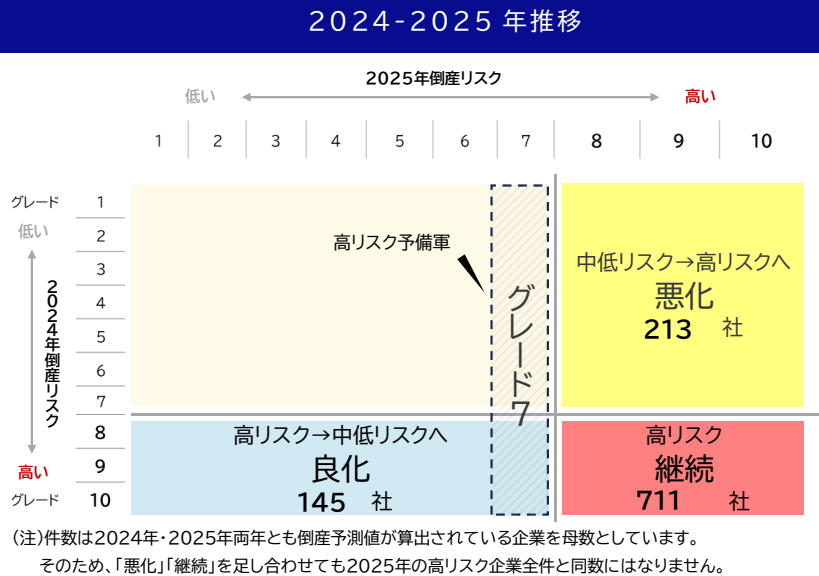 2024-2025 年推移
2025年倒産リスク
低い
高い
1 2 3 4 5 6 7 8 9 10
グレード 1
低い
2
3
4
5
6
7
8
9
高い
グレード 10
2024年倒産リスク
高リスク予備軍
グレード7
中低リスク→高リスクへ
悪化
213 社
高リスク→中低リスクへ
良化
145 社
高リスク
継続
711 社
(注)件数は2024年・2025年両年とも倒産予測値が算出されている企業を母数としています。
そのため、「悪化」「継続」を足し合わせても2025年の高リスク企業全件と同数にはなりません。